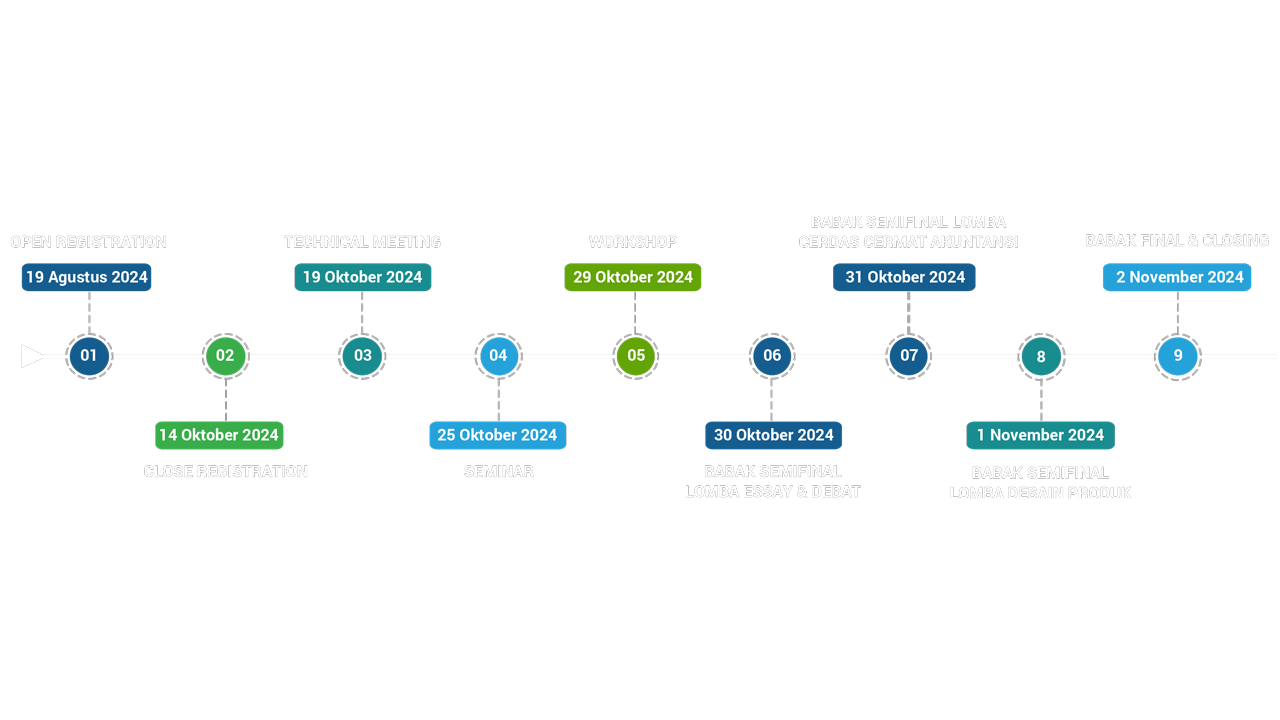 OPEN REGISTRATION
19 Agustus 2024
01
02
14 Oktober 2024
CLOSE REGISTRATION
TECHNICAL MEETING
19 Oktober 2024
03
04
25 Oktober 2024
SEMINAR
WORKSHOP
29 Oktober 2024
05
06
30 Oktober 2024
BABAK SEMIFINAL
LOMBA ESSAY & DEBAT
BABAK SEMIFINAL LOMBA
CERDAS CERMAT AKUNTANSI
31 Oktober 2024
07
8
1 November 2024
BABAK SEMIFINAL
LOMBA DESAIN PRODUK
BABAK FINAL & CLOSING
2 November 2024
9